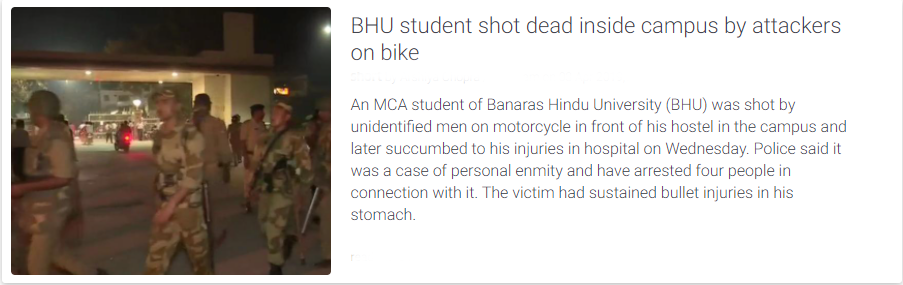 BHU student shot dead inside campus by attackers
on bike
An MCA student of Banaras Hindu University (BHU) was shot by
unidentified men on motorcycle in front of his hostel in the campus and
later succumbed to his injuries in hospital on Wednesday. Police said it
was a case of personal enmity and have arrested four people in
connection with it. The victim had sustained bullet injuries in his
stomach.